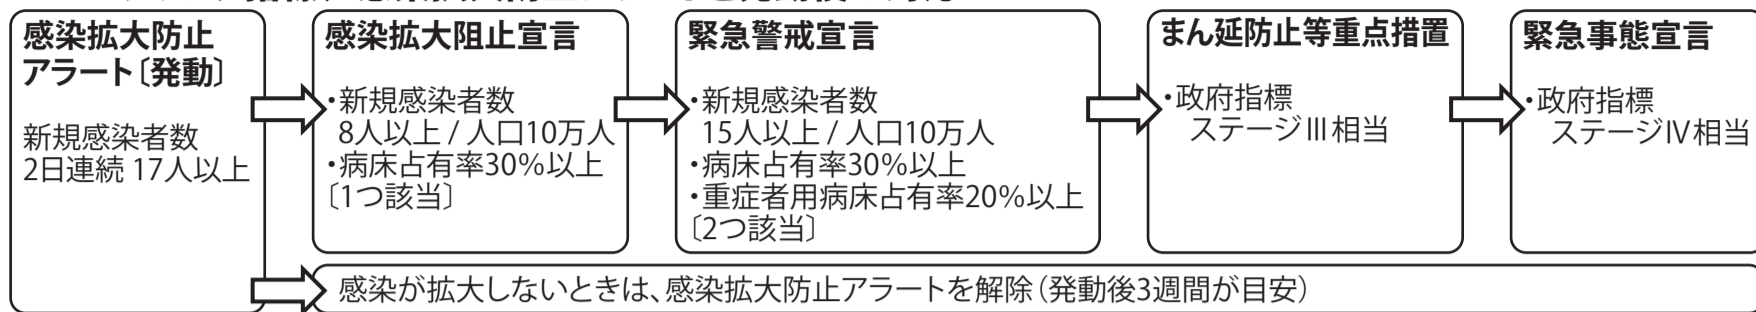 感染拡大防止
アラート〔発動〕
新規感染者数
2日連続 17人以上
感染拡大阻止宣言
・新規感染者数
8人以上 / 人口10万人
・病床占有率30%以上
〔1つ該当〕
緊急警戒宣言
・新規感染者数
15人以上 / 人口10万人
・病床占有率30%以上
・重症者用病床占有率20%以上
〔2つ該当〕
まん延防止等重点措置
・政府指標
ステージⅢ相当
緊急事態宣言
・政府指標
ステージⅣ相当
感染が拡大しないときは、感染拡大防止アラートを解除（発動後3週間が目安）